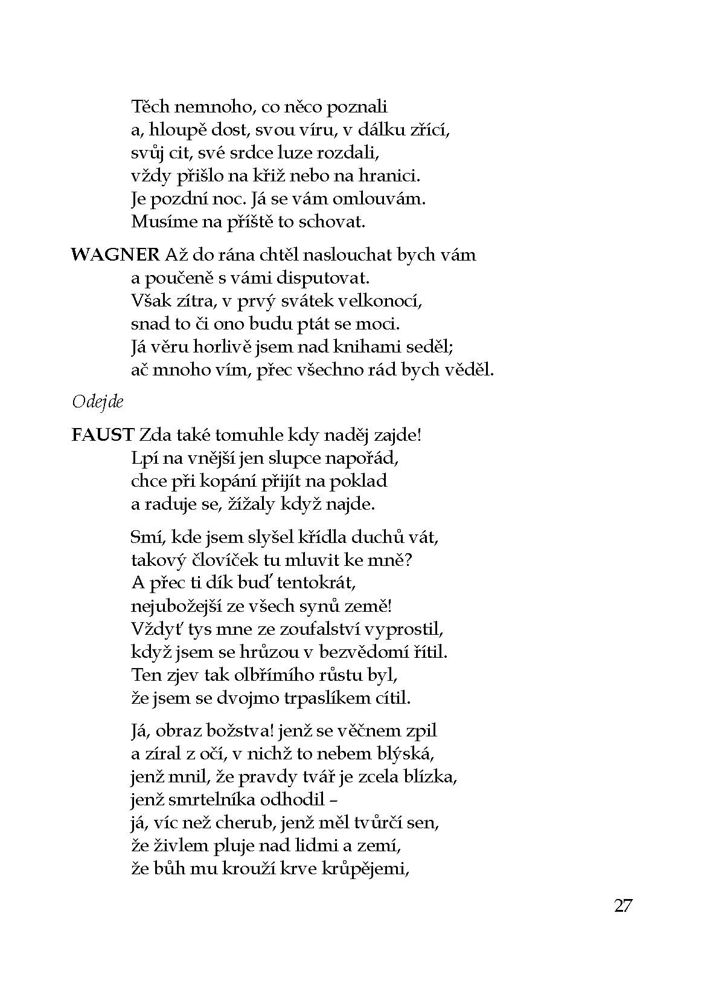 Těch nemnoho, co něco poznali
a, hloupě dost, svou víru, v dálku zřící,
svůj cit, své srdce luze rozdali,
vždy přišlo na křiž nebo na hranici.
Je pozdní noc. Já se vám omlouvám.
Musíme na příště to schovat.
WAGNER Až do rána chtěl naslouchat bych vám
a poučeně s vámi disputovat.
Však zítra, v prvý svátek velkonocí,
snad to či ono budu ptát se moci.
Já věru horlivě jsem nad knihami seděl;
ač mnoho vím, přec všechno rád bych věděl.
Odejde
FAUST Zda také tomuhle kdy naděj zajde!
Lpí na vnější jen slupce napořád,
chce při kopání přijít na poklad
a raduje se, žížaly když najde.
Smí, kde jsem slyšel křídla duchů vát,
takový človíček tu mluvit ke mně?
A přec ti dík buď tentokrát,
nejubožejší ze všech synů země!
Vždyť tys mne ze zoufalství vyprostil,
když jsem se hrůzou v bezvědomí řítil.
Ten zjev tak olbřímího růstu byl,
že jsem se dvojmo trpaslíkem cítil.
Já, obraz božstva! jenž se věčnem zpil
a zíral z očí, v nichž to nebem blýská,
jenž mnil, že pravdy tvář je zcela blízka,
jenž smrtelníka odhodil –
já, víc než cherub, jenž měl tvůrčí sen,
že živlem pluje nad lidmi a zemí,
že bůh mu krouží krve krůpějemi,
27